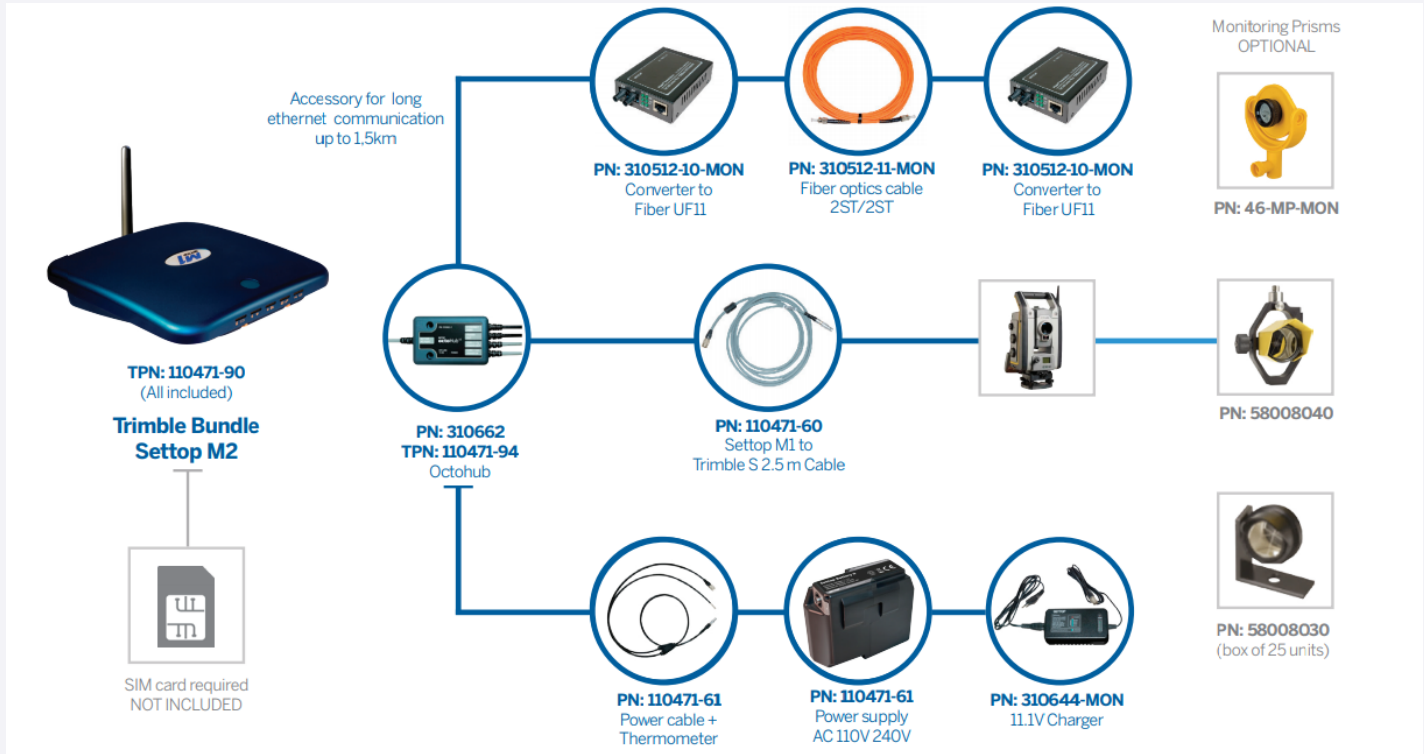 Accessory for long
ethernet communication
up to 1,5km
PN: 310512-10-MON
Converter to
Fiber UF11
PN: 310512-11-MON
Fiber optics cable
2ST/2ST
PN: 310512-10-MON
Converter to
Fiber UF11
Monitoring Prisms
OPTIONAL
PN: 46-MP-MON
M1
TPN: 110471-90
(All included)
Trimble Bundle
Settop M2
SIM card required
NOT INCLUDED
PN: 310662
TPN: 110471-94
Octohub
PN: 110471-60
Settop M1 to
Trimble S 2.5 m Cable
PN: 58008040
PN: 110471-61
Power cable +
Thermometer
PN: 110471-61
Power supply
AC 110V 240V
PN: 310644-MON
11.1V Charger
PN: 58008030
(box of 25 units)